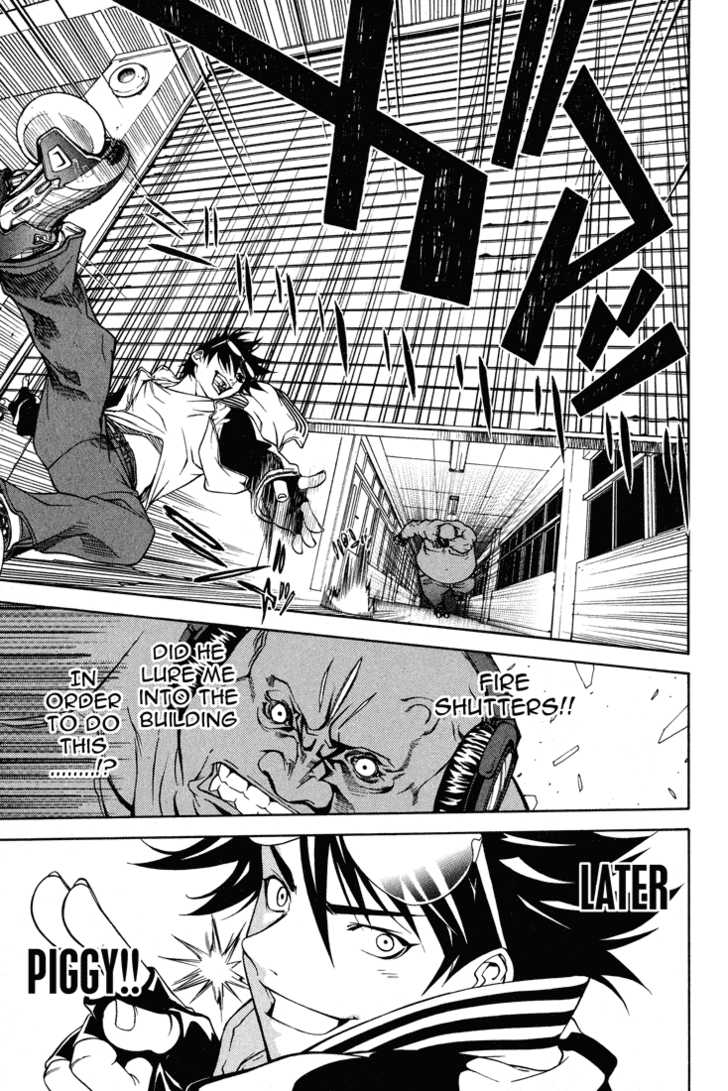 FIRE
SHUTTERS!!
DID HE
LURE ME
INTO THE
BUILDING
IN
ORDER
TO DO
THIS
........!?
LATER
PIGGY!!